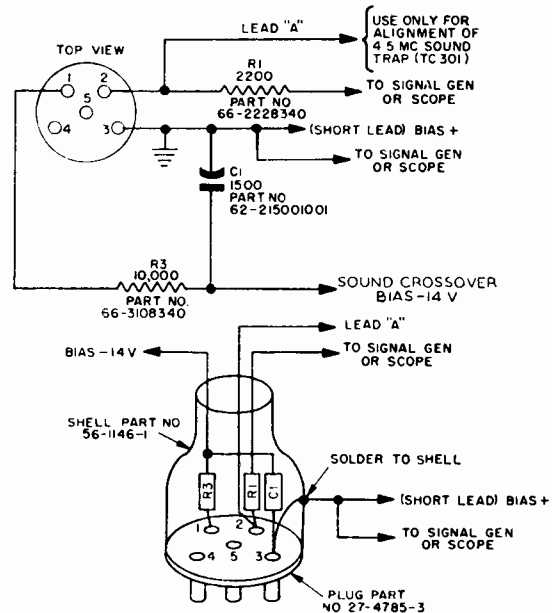 LEAD "A"
USE ONLY FOR
ALIGNMENT OF
4 5 MC SOUND
TRAP (TC 301)
TOP VIEW
1
2
5
4
3
R1
2200
PART NO
66-2228340
TO SIGNAL GEN
OR SCOPE
(SHORT LEAD) BIAS +
TO SIGNAL GEN
OR SCOPE
C1
1500
PART NO
62-215001001
R3
10,000
PART NO.
66-3108340
SOUND CROSSOVER
BIAS-14 V
LEAD "A"
BIAS-14V
TO SIGNAL GEN
OR SCOPE
SHELL PART NO
56-1146-1
SOLDER TO SHELL
R3
R1
C1
(SHORT LEAD) BIAS+
1
2
4
5
3
TO SIGNAL GEN
OR SCOPE
PLUG PART
NO 27-4785-3